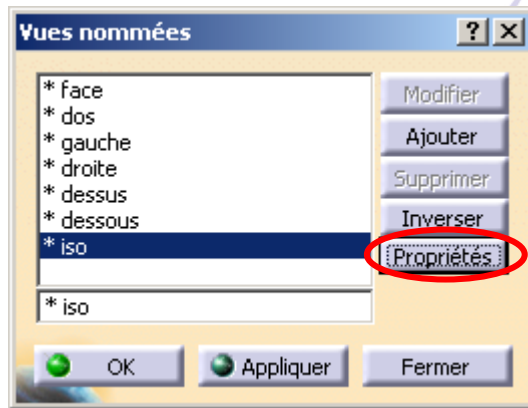 Vues nommées
* face
* dos
* gauche
* droite
* dessus
* dessous
* iso
* iso
Modifier
Ajouter
Supprimer
Inverser
Propriétés
OK
Appliquer
Fermer